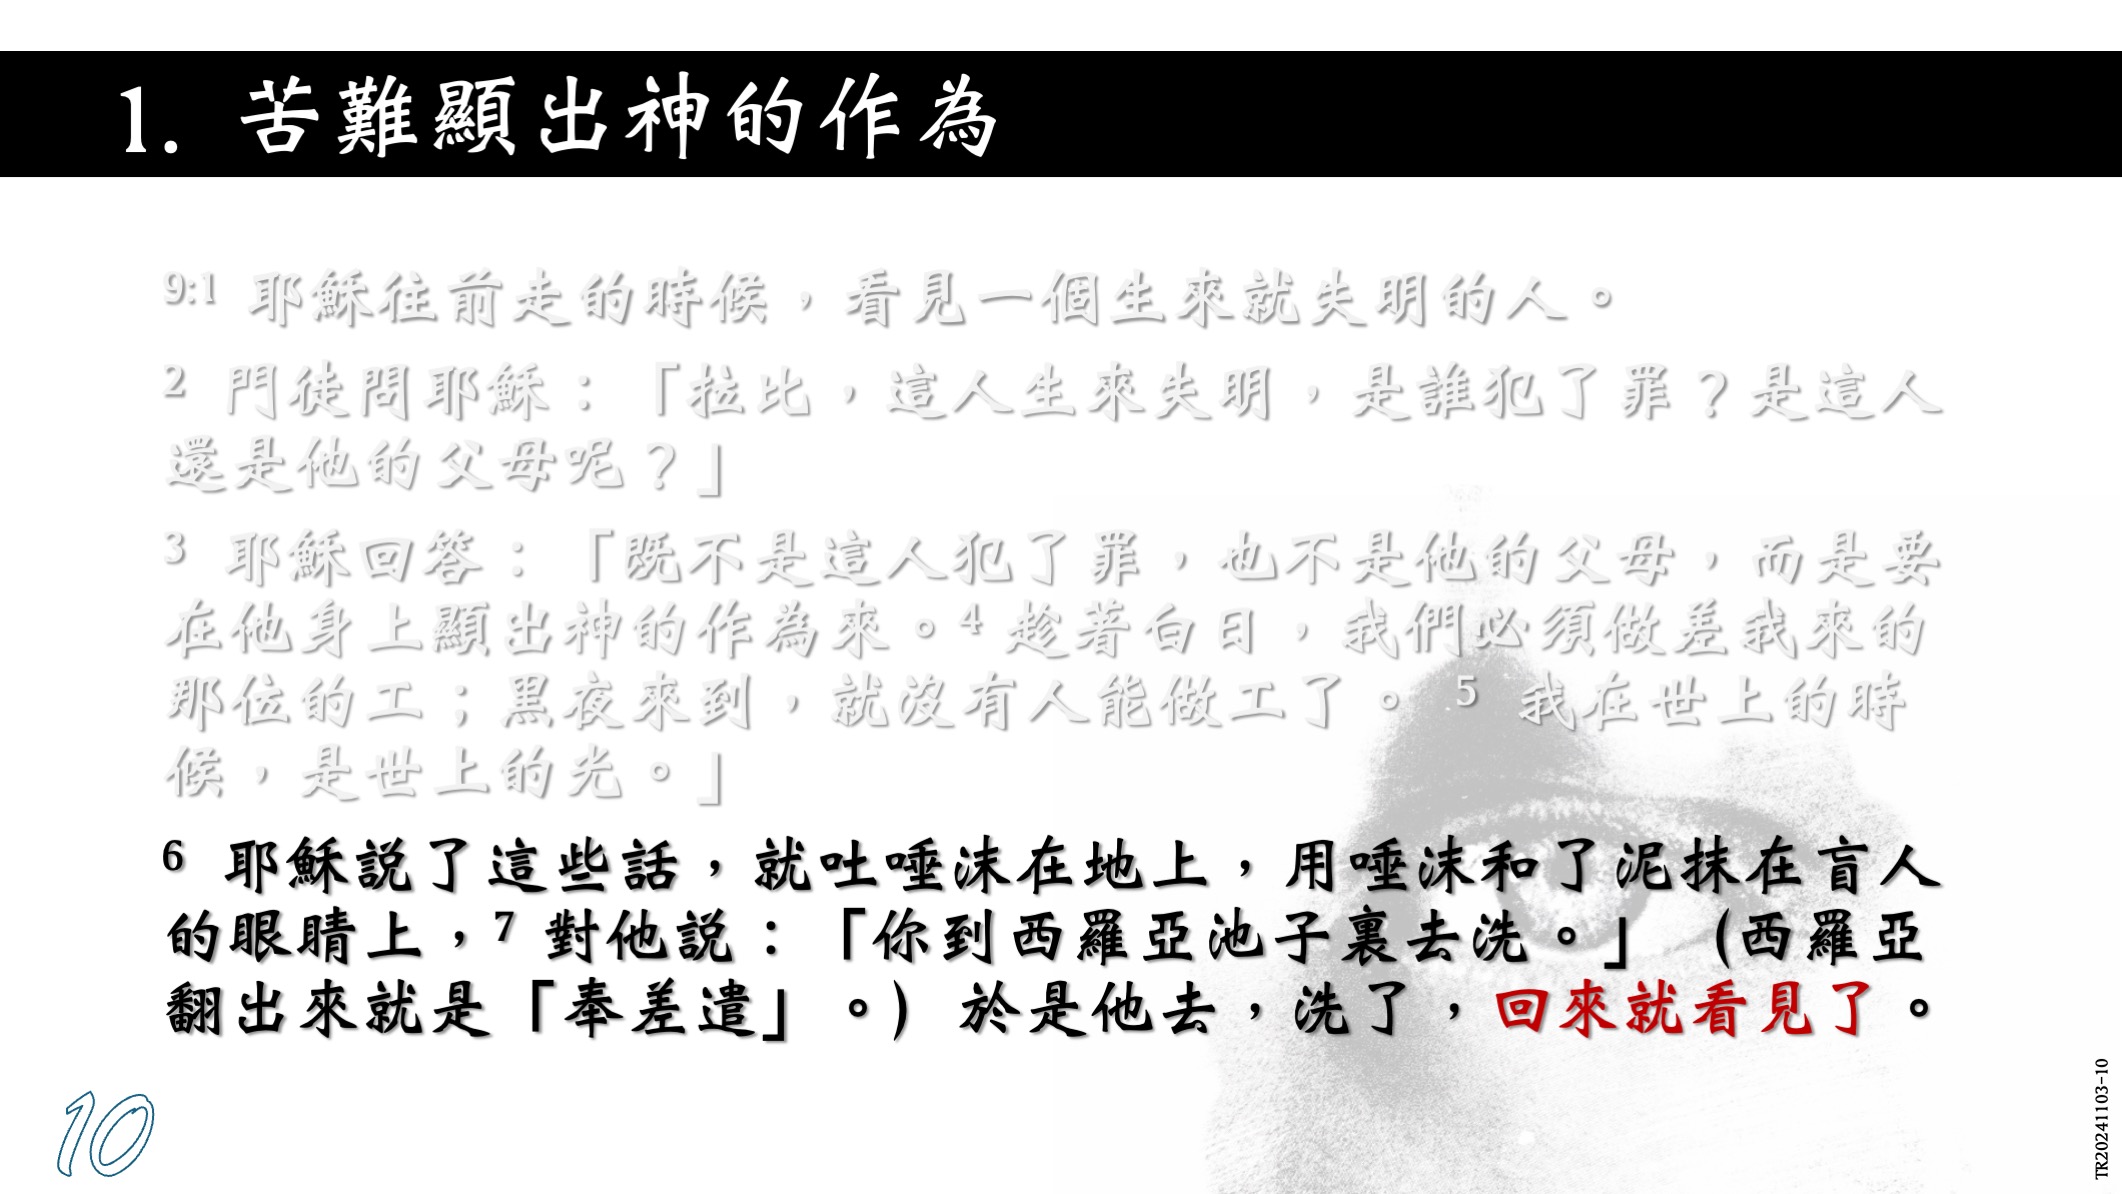 1. 苦難顯出神的作為
9:1 耶穌往前走的時候，看見一個生來就失明的人。
2 門徒問耶穌：「拉比，這人生來失明，是誰犯了罪？是這人
還是他的父母呢？」
3 耶穌回答：「既不是這人犯了罪，也不是他的父母，而是要
在他身上顯出神的作為來。4 趁著白日，我們必須做差我來的
那位的工；黑夜來到，就沒有人能做工了。 5 我在世上的時
候，是世上的光。」
6 耶穌說了這些話，就吐唾沫在地上，用唾沫和了泥抹在盲人
的眼睛上，7 對他說：「你到西羅亞池子裏去洗。」（西羅亞
翻出來就是「奉差遣」。） 於是他去，洗了，回來就看見了。
10
TR20241103-10